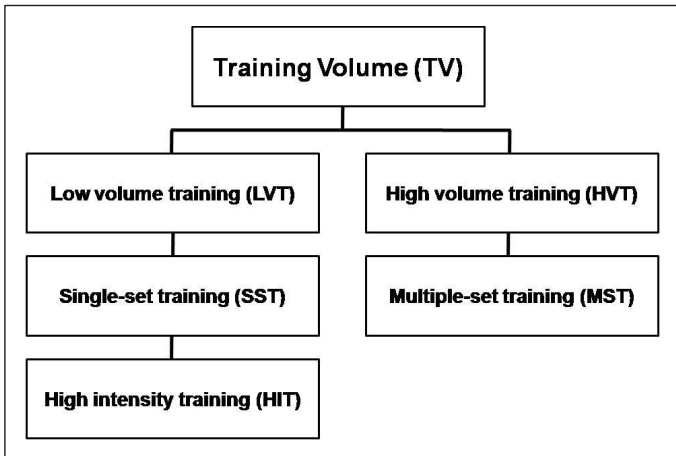 Training Volume (TV)
Low volume training (LVT)
High volume training (HVT)
Single-set training (SST)
Multiple-set training (MST)
High intensity training (HIT)